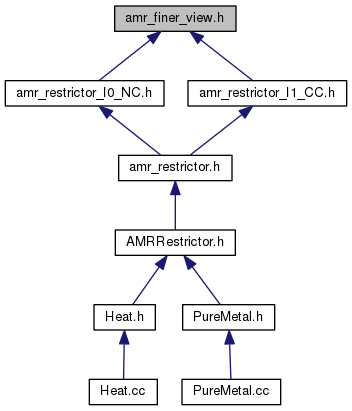 amr_finer_view.h
amr_restrictor_l0_NC.h
amr_restrictor_l1_CC.h
amr_restrictor.h
AMRRestrictor.h
Heat.h
PureMetal.h
Heat.cc
PureMetal.cc